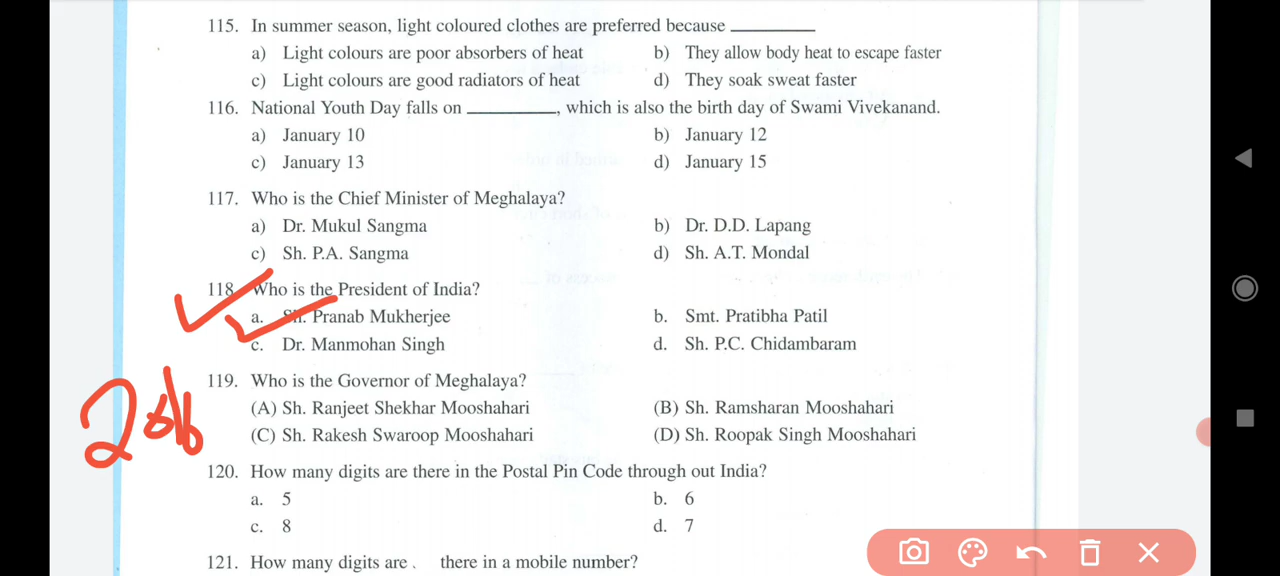 115. In summer season, light coloured clothes are preferred because ________
a) Light colours are poor absorbers of heat b) They allow body heat to escape faster
c) Light colours are good radiators of heat d) They soak sweat faster
116. National Youth Day falls on ________, which is also the birth day of Swami Vivekanand.
a) January 10 b) January 12
c) January 13 d) January 15
117. Who is the Chief Minister of Meghalaya?
a) Dr. Mukul Sangma b) Dr. D.D. Lapang
c) Sh. P.A. Sangma d) Sh. A.T. Mondal
118. Who is the President of India?
a. Sh. Pranab Mukherjee b. Smt. Pratibha Patil
c. Dr. Manmohan Singh d. Sh. P.C. Chidambaram
119. Who is the Governor of Meghalaya?
(A) Sh. Ranjeet Shekhar Mooshahari (B) Sh. Ramsharan Mooshahari
(C) Sh. Rakesh Swaroop Mooshahari (D) Sh. Roopak Singh Mooshahari
120. How many digits are there in the Postal Pin Code through out India?
a. 5 b. 6
c. 8 d. 7
121. How many digits are . there in a mobile number?